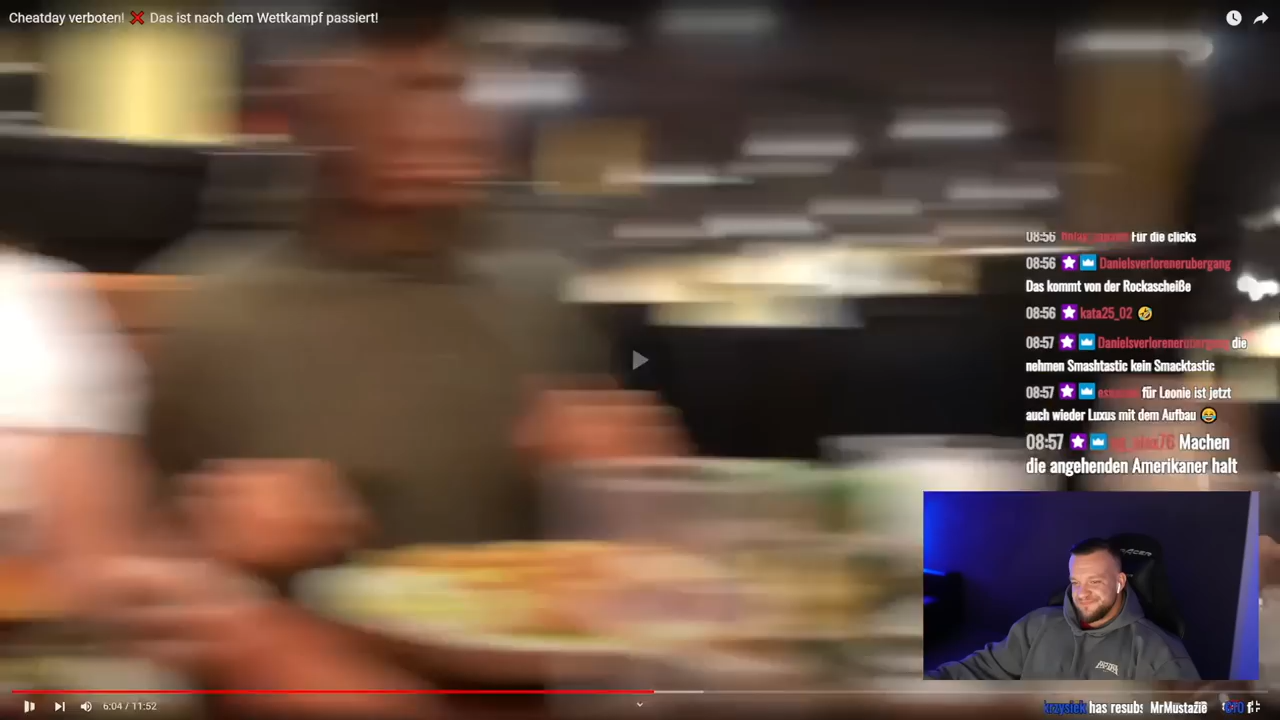 Cheatday verboten! ❌ Das ist nach dem Wettkampf passiert!
08:56 Für die clicks
08:56 Danielsverlorenerubergang
Das kommt von der Rockascheiße
08:56 kata25_02 🤣
08:57 Danielsverlorenerubergang die
nehmen Smashtastic kein Smacktastic
08:57 für Leonie ist jetzt
auch wieder Luxus mit dem Aufbau 😂
08:57 Machen
die angehenden Amerikaner halt
6:04 / 11:52
krzysiek has resubs MrMustazie